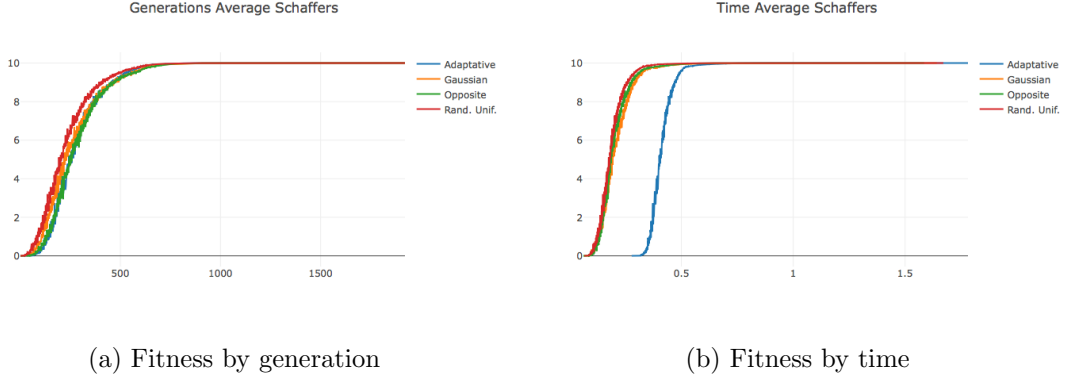 Generations Average Schaffers
10
8
6
4
2
0
500
1000
1500
Adaptative
Gaussian
Opposite
Rand. Unif.
(a) Fitness by generation
Time Average Schaffers
10
8
6
4
2
0
0.5
1
1.5
Adaptative
Gaussian
Opposite
Rand. Unif.
(b) Fitness by time